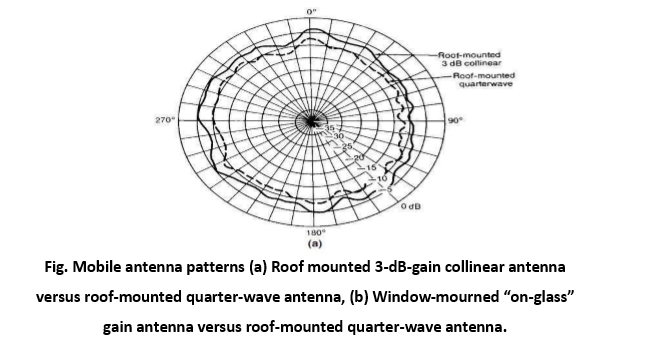 0°
Roof-mounted
3 dB collinear
Roof-mounted
quarterwave
270°
90°
35
30
25
20
15
10
5
0 dB
180°
(a)
Fig. Mobile antenna patterns (a) Roof mounted 3-dB-gain collinear antenna
versus roof-mounted quarter-wave antenna, (b) Window-mourned “on-glass”
gain antenna versus roof-mounted quarter-wave antenna.